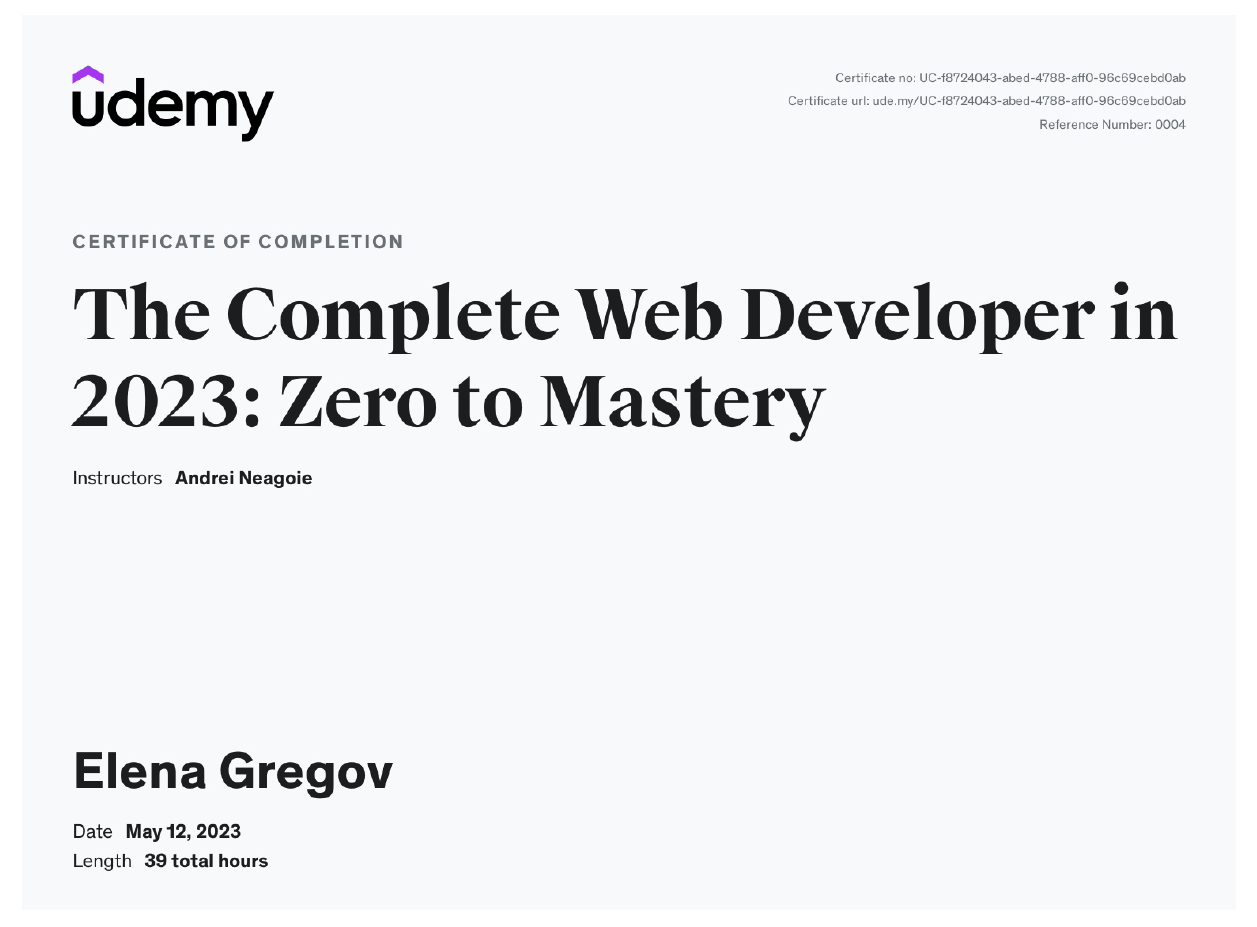 udemy
Certificate no: UC-f8724043-abed-4788-aff0-96c69cebd0ab
Certificate url: ude.my/UC-f8724043-abed-4788-aff0-96c69cebd0ab
Reference Number: 0004
CERTIFICATE OF COMPLETION
The Complete Web Developer in
2023: Zero to Mastery
Instructors Andrei Neagoie
Elena Gregov
Date May 12, 2023
Length 39 total hours